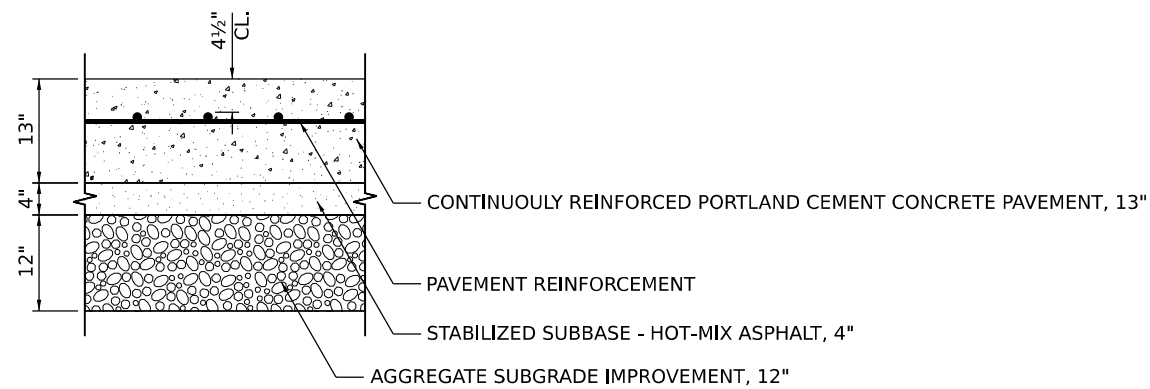 4½"
CL.
13"
4"
12"
CONTINUOULY REINFORCED PORTLAND CEMENT CONCRETE PAVEMENT, 13"
PAVEMENT REINFORCEMENT
STABILIZED SUBBASE - HOT-MIX ASPHALT, 4"
AGGREGATE SUBGRADE IMPROVEMENT, 12"